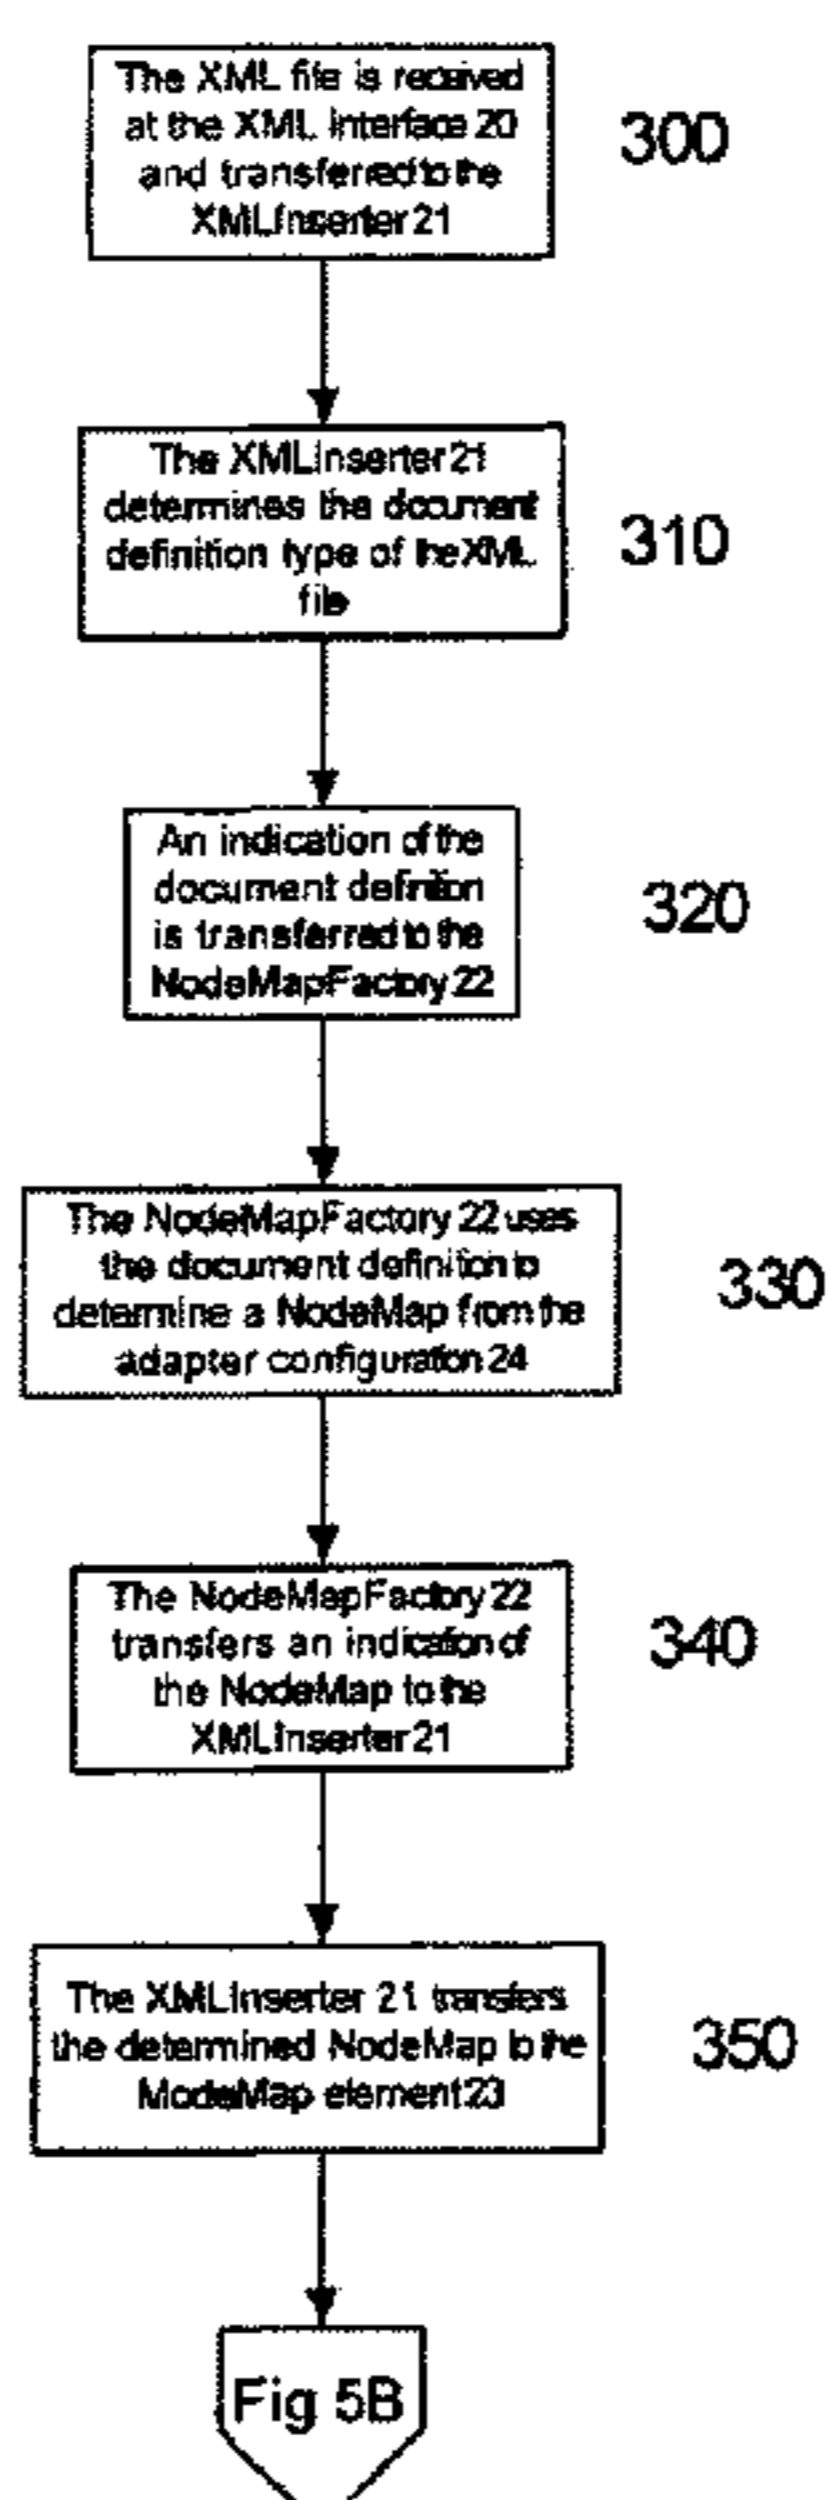 The XML file is received
at the XML interface 20
and transferred to the
XMLInserter 21
300
The XMLInserter 21
determines the document
definition type of the XML
file
310
An indication of the
document definition
is transferred to the
NodeMapFactory 22
320
The NodeMapFactory 22 uses
the document definition to
determine a NodeMap from the
adapter configuration 24
330
The NodeMapFactory 22
transfers an indication of
the NodeMap to the
XMLInserter 21
340
The XMLInserter 21 transfers
the determined NodeMap to the
ModeMap element 23
350
Fig 5B